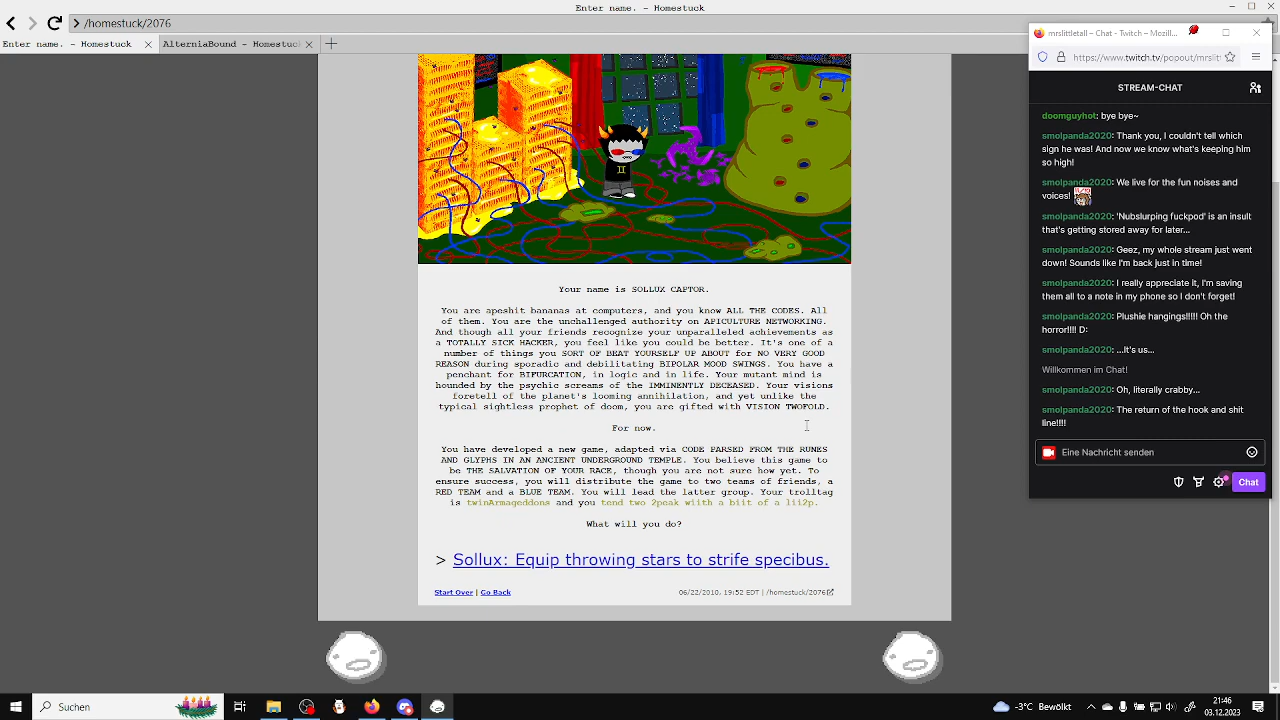 Enter name. - Homestuck
/homestuck/2076
Enter name. - Homestuck
AlterniaBound - Homestuc
Your name is SOLLUX CAPTOR.
You are apeshit bananas at computers, and you know ALL THE CODES. All
of them. You are the unchallenged authority on APICULTURE NETWORKING.
And though all your friends recognize your unparalleled achievements as
a TOTALLY SICK HACKER, you feel like you could be better. It's one of a
number of things you SORT OF BEAT YOURSELF UP ABOUT for NO VERY GOOD
REASON during sporadic and debilitating BIPOLAR MOOD SWINGS. You have a
penchant for BIFURCATION, in logic and in life. Your mutant mind is
hounded by the psychic screams of the IMMINENTLY DECEASED. Your visions
foretell of the planet's looming annihilation, and yet unlike the
typical sightless prophet of doom, you are gifted with VISION TWOFOLD.
For now.
You have developed a new game, adapted via CODE PARSED FROM THE RUNES
AND GLYPHS IN AN ANCIENT UNDERGROUND TEMPLE. You believe this game to
be THE SALVATION OF YOUR RACE, though you are not sure how yet. To
ensure success, you will distribute the game to two teams of friends, a
RED TEAM and a BLUE TEAM. You will lead the latter group. Your trolltag
is twinArmageddons and you tend two 2peak wiith a biit of a lii2p.
What will you do?
> Sollux: Equip throwing stars to strife specibus.
Start Over | Go Back
06/22/2010, 19:52 EDT | /homestuck/2076
mrslittletall – Chat - Twitch – Mozil...
https://www.twitch.tv/popout/mrslitt
STREAM-CHAT
doomguyhot: bye bye~
smolpanda2020: Thank you, I couldn't tell which
sign he was! And now we know what's keeping him
so high!
smolpanda2020: We live for the fun noises and
voices!
smolpanda2020: 'Nubslurping fuckpod' is an insult
that's getting stored away for later...
smolpanda2020: Geez, my whole stream just went
down! Sounds like I'm back just in time!
smolpanda2020: I really appreciate it, I'm saving
them all to a note in my phone so I don't forget!
smolpanda2020: Plushie hangings!!!!! Oh the
horror!!!! D:
smolpanda2020: ...It's us...
Willkommen im Chat!
smolpanda2020: Oh, literally crabby...
smolpanda2020: The return of the hook and shit
line!!!!
Eine Nachricht senden
Chat
Suchen
-3°C Bewölkt
21:46
03.12.2023